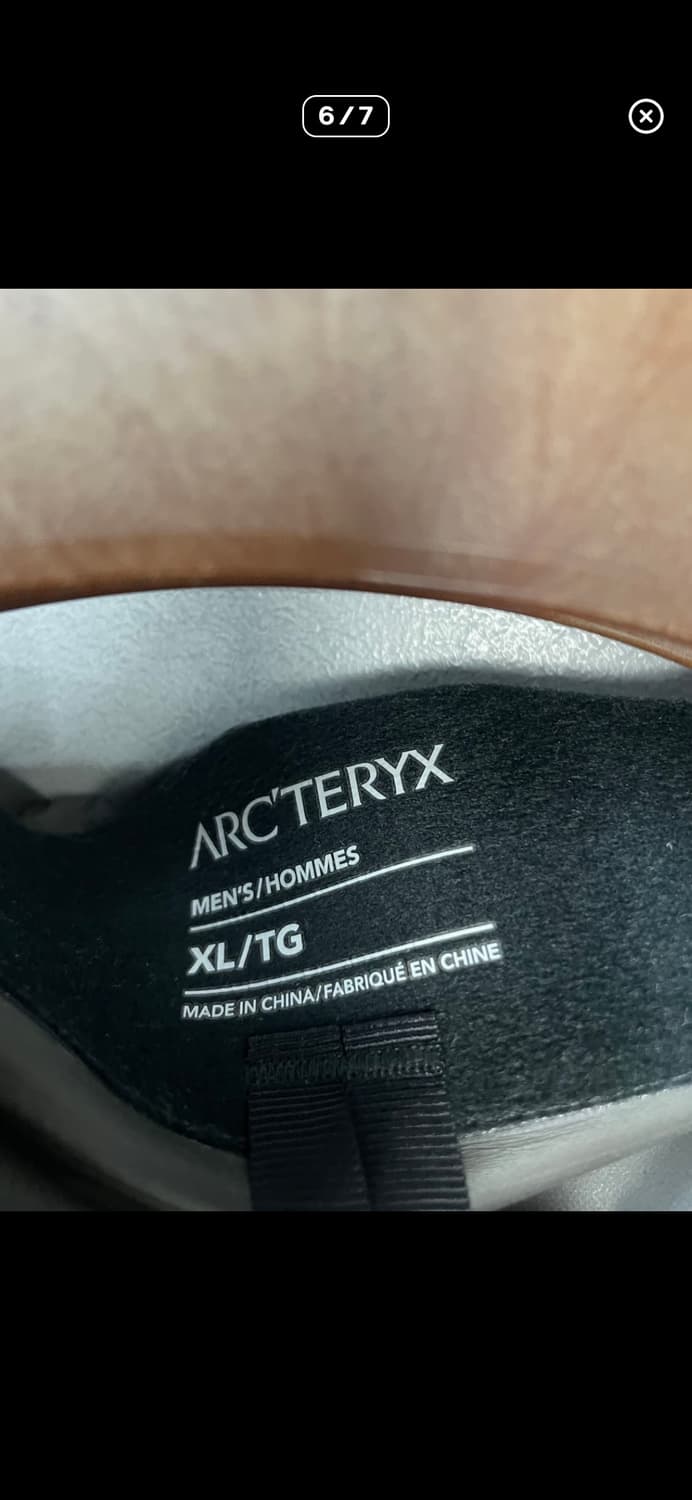 6/7
ARC'TERYX
MEN'S/HOMMES
XL/TG
MADE IN CHINA/FABRIQUÉ EN CHINE